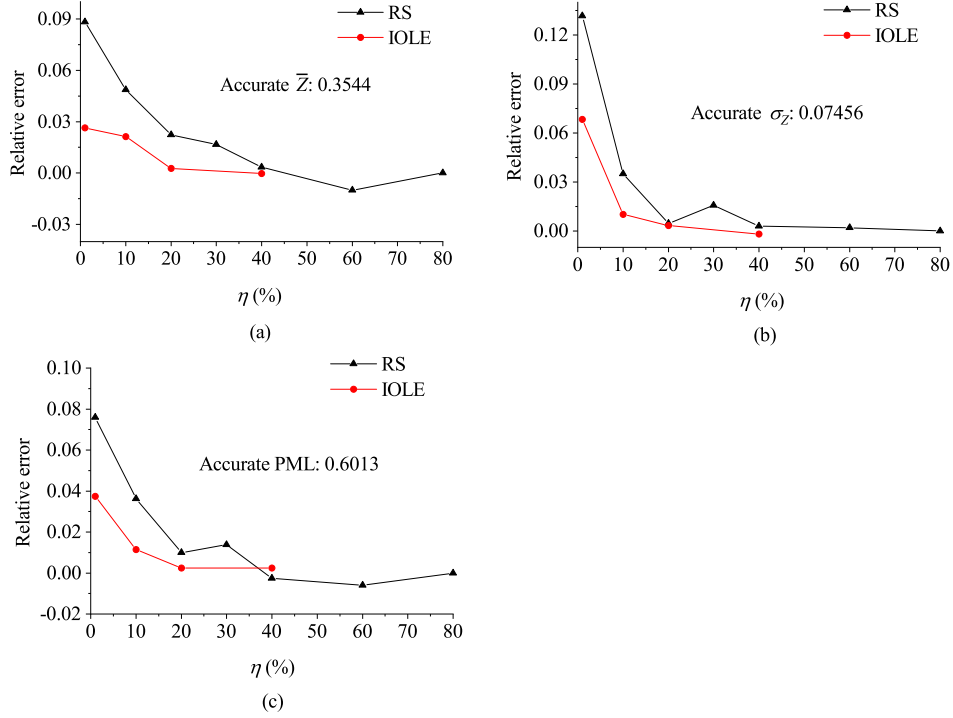 RS
IOLE
Accurate Z̅: 0.3544
Relative error
0.09
0.06
0.03
0.00
-0.03
0 10 20 30 40 50 60 70 80
η (%)
(a)
RS
IOLE
Accurate σZ: 0.07456
Relative error
0.12
0.09
0.06
0.03
0.00
0 10 20 30 40 50 60 70 80
η (%)
(b)
RS
IOLE
Accurate PML: 0.6013
Relative error
0.10
0.08
0.06
0.04
0.02
0.00
-0.02
0 10 20 30 40 50 60 70 80
η (%)
(c)